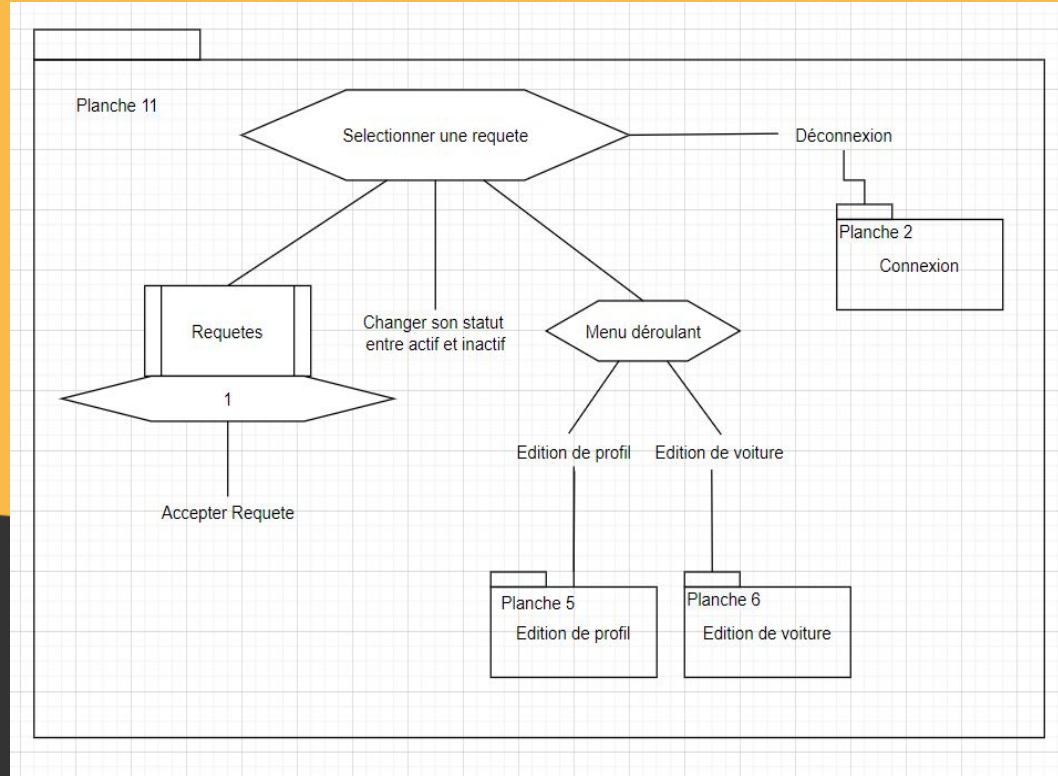 Planche 11
Selectionner une requete
Déconnexion
Planche 2
Connexion
Requetes
Changer son statut
entre actif et inactif
Menu déroulant
1
Edition de profil
Edition de voiture
Accepter Requete
Planche 5
Edition de profil
Planche 6
Edition de voiture